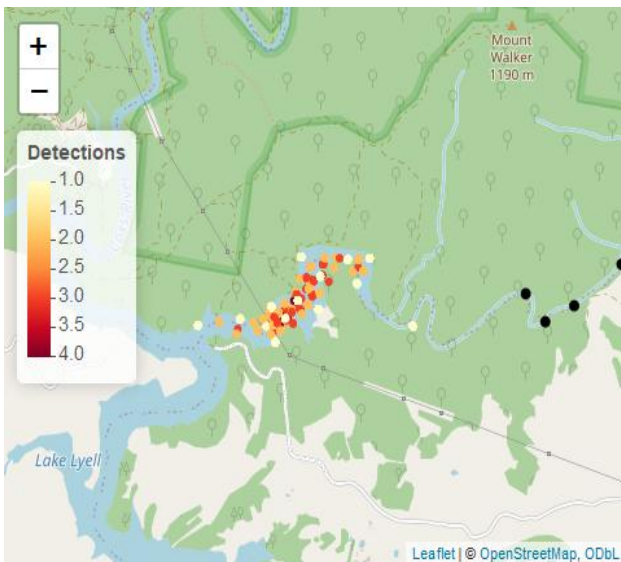 Mount
Walker
1190 m
+
−
Detections
1.0
1.5
2.0
2.5
3.0
3.5
4.0
Lake Lyell
Leaflet | © OpenStreetMap, ODbL